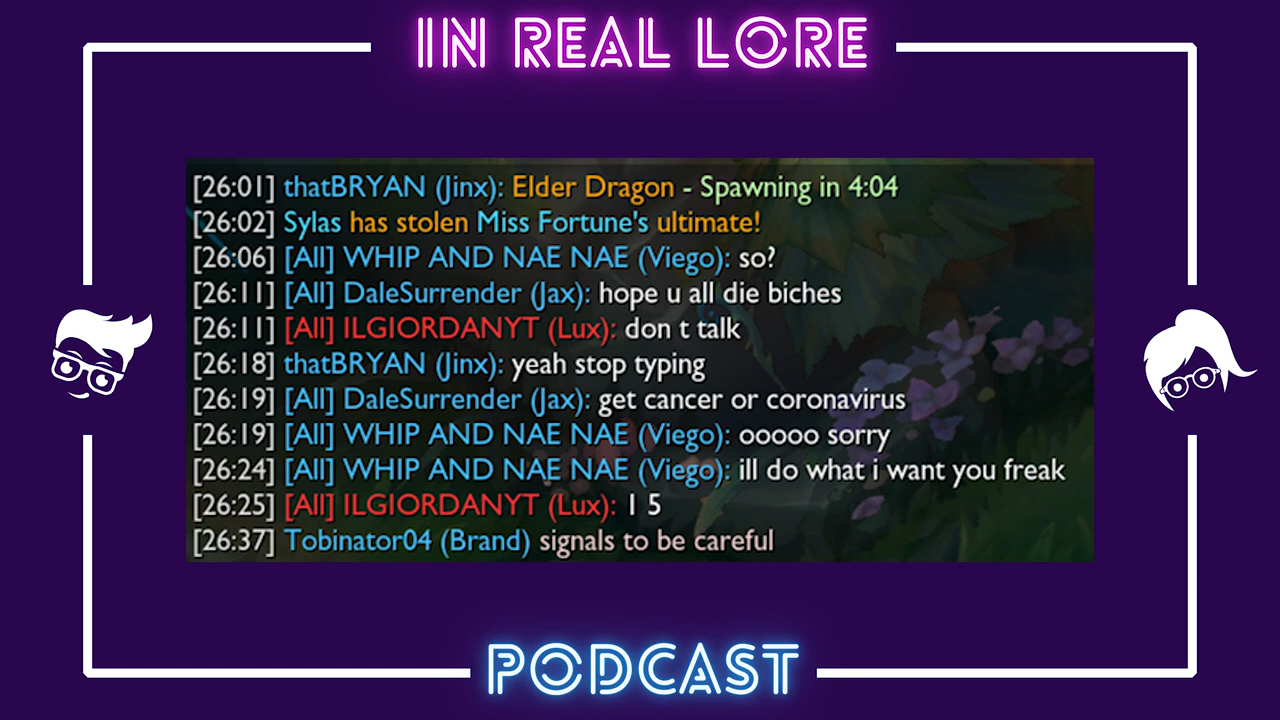 IN REAL LORE
[26:01] thatBRYAN (Jinx): Elder Dragon - Spawning in 4:04
[26:02] Sylas has stolen Miss Fortune's ultimate!
[26:06] [All] WHIP AND NAE NAE (Viego): so?
[26:11] [All] DaleSurrender (Jax): hope u all die biches
[26:11] [All] ILGIORDANYT (Lux): don t talk
[26:18] thatBRYAN (Jinx): yeah stop typing
[26:19] [All] DaleSurrender (Jax): get cancer or coronavirus
[26:19] [All] WHIP AND NAE NAE (Viego): ooooo sorry
[26:24] [All] WHIP AND NAE NAE (Viego): ill do what i want you freak
[26:25] [All] ILGIORDANYT (Lux): 1 5
[26:37] Tobinator04 (Brand) signals to be careful
PODCAST